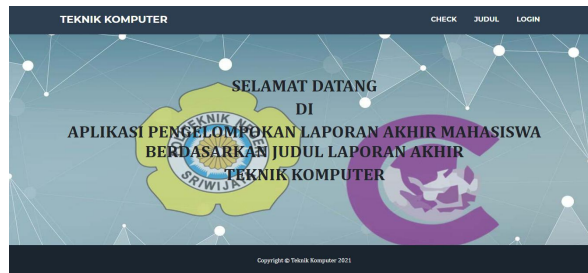 TEKNIK KOMPUTER
CHECK JUDUL LOGIN
SELAMAT DATANG
DI
APLIKASI PENGELOMPOKAN LAPORAN AKHIR MAHASISWA
BERDASARKAN JUDUL LAPORAN AKHIR
TEKNIK KOMPUTER
SRIWIJAYA
Copyright @ Teknik Komputer 2021